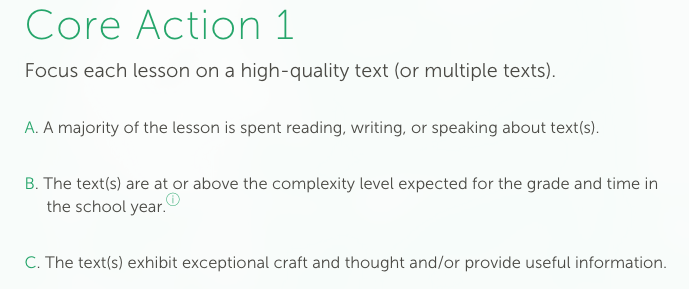 Core Action 1
Focus each lesson on a high-quality text (or multiple texts).
A. A majority of the lesson is spent reading, writing, or speaking about text(s).
B. The text(s) are at or above the complexity level expected for the grade and time in
the school year.ⓘ
C. The text(s) exhibit exceptional craft and thought and/or provide useful information.